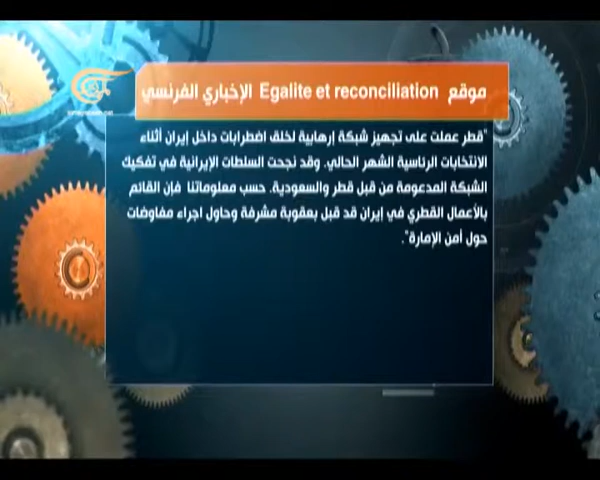 موقع Egalite et reconciliation الإخباري الفرنسي
"قطر عملت على تجهيز شبكة إرهابية لخلق اضطرابات داخل إيران أثناء
الانتخابات الرئاسية الشهر الحالي. وقد نجحت السلطات الإيرانية في تفكيك
الشبكة المدعومة من قبل قطر والسعودية. حسب معلوماتنا فإن القائم
بالأعمال القطري في إيران قد قبل بعقوبة مشرفة وحاول اجراء مفاوضات
حول أمن الإمارة".